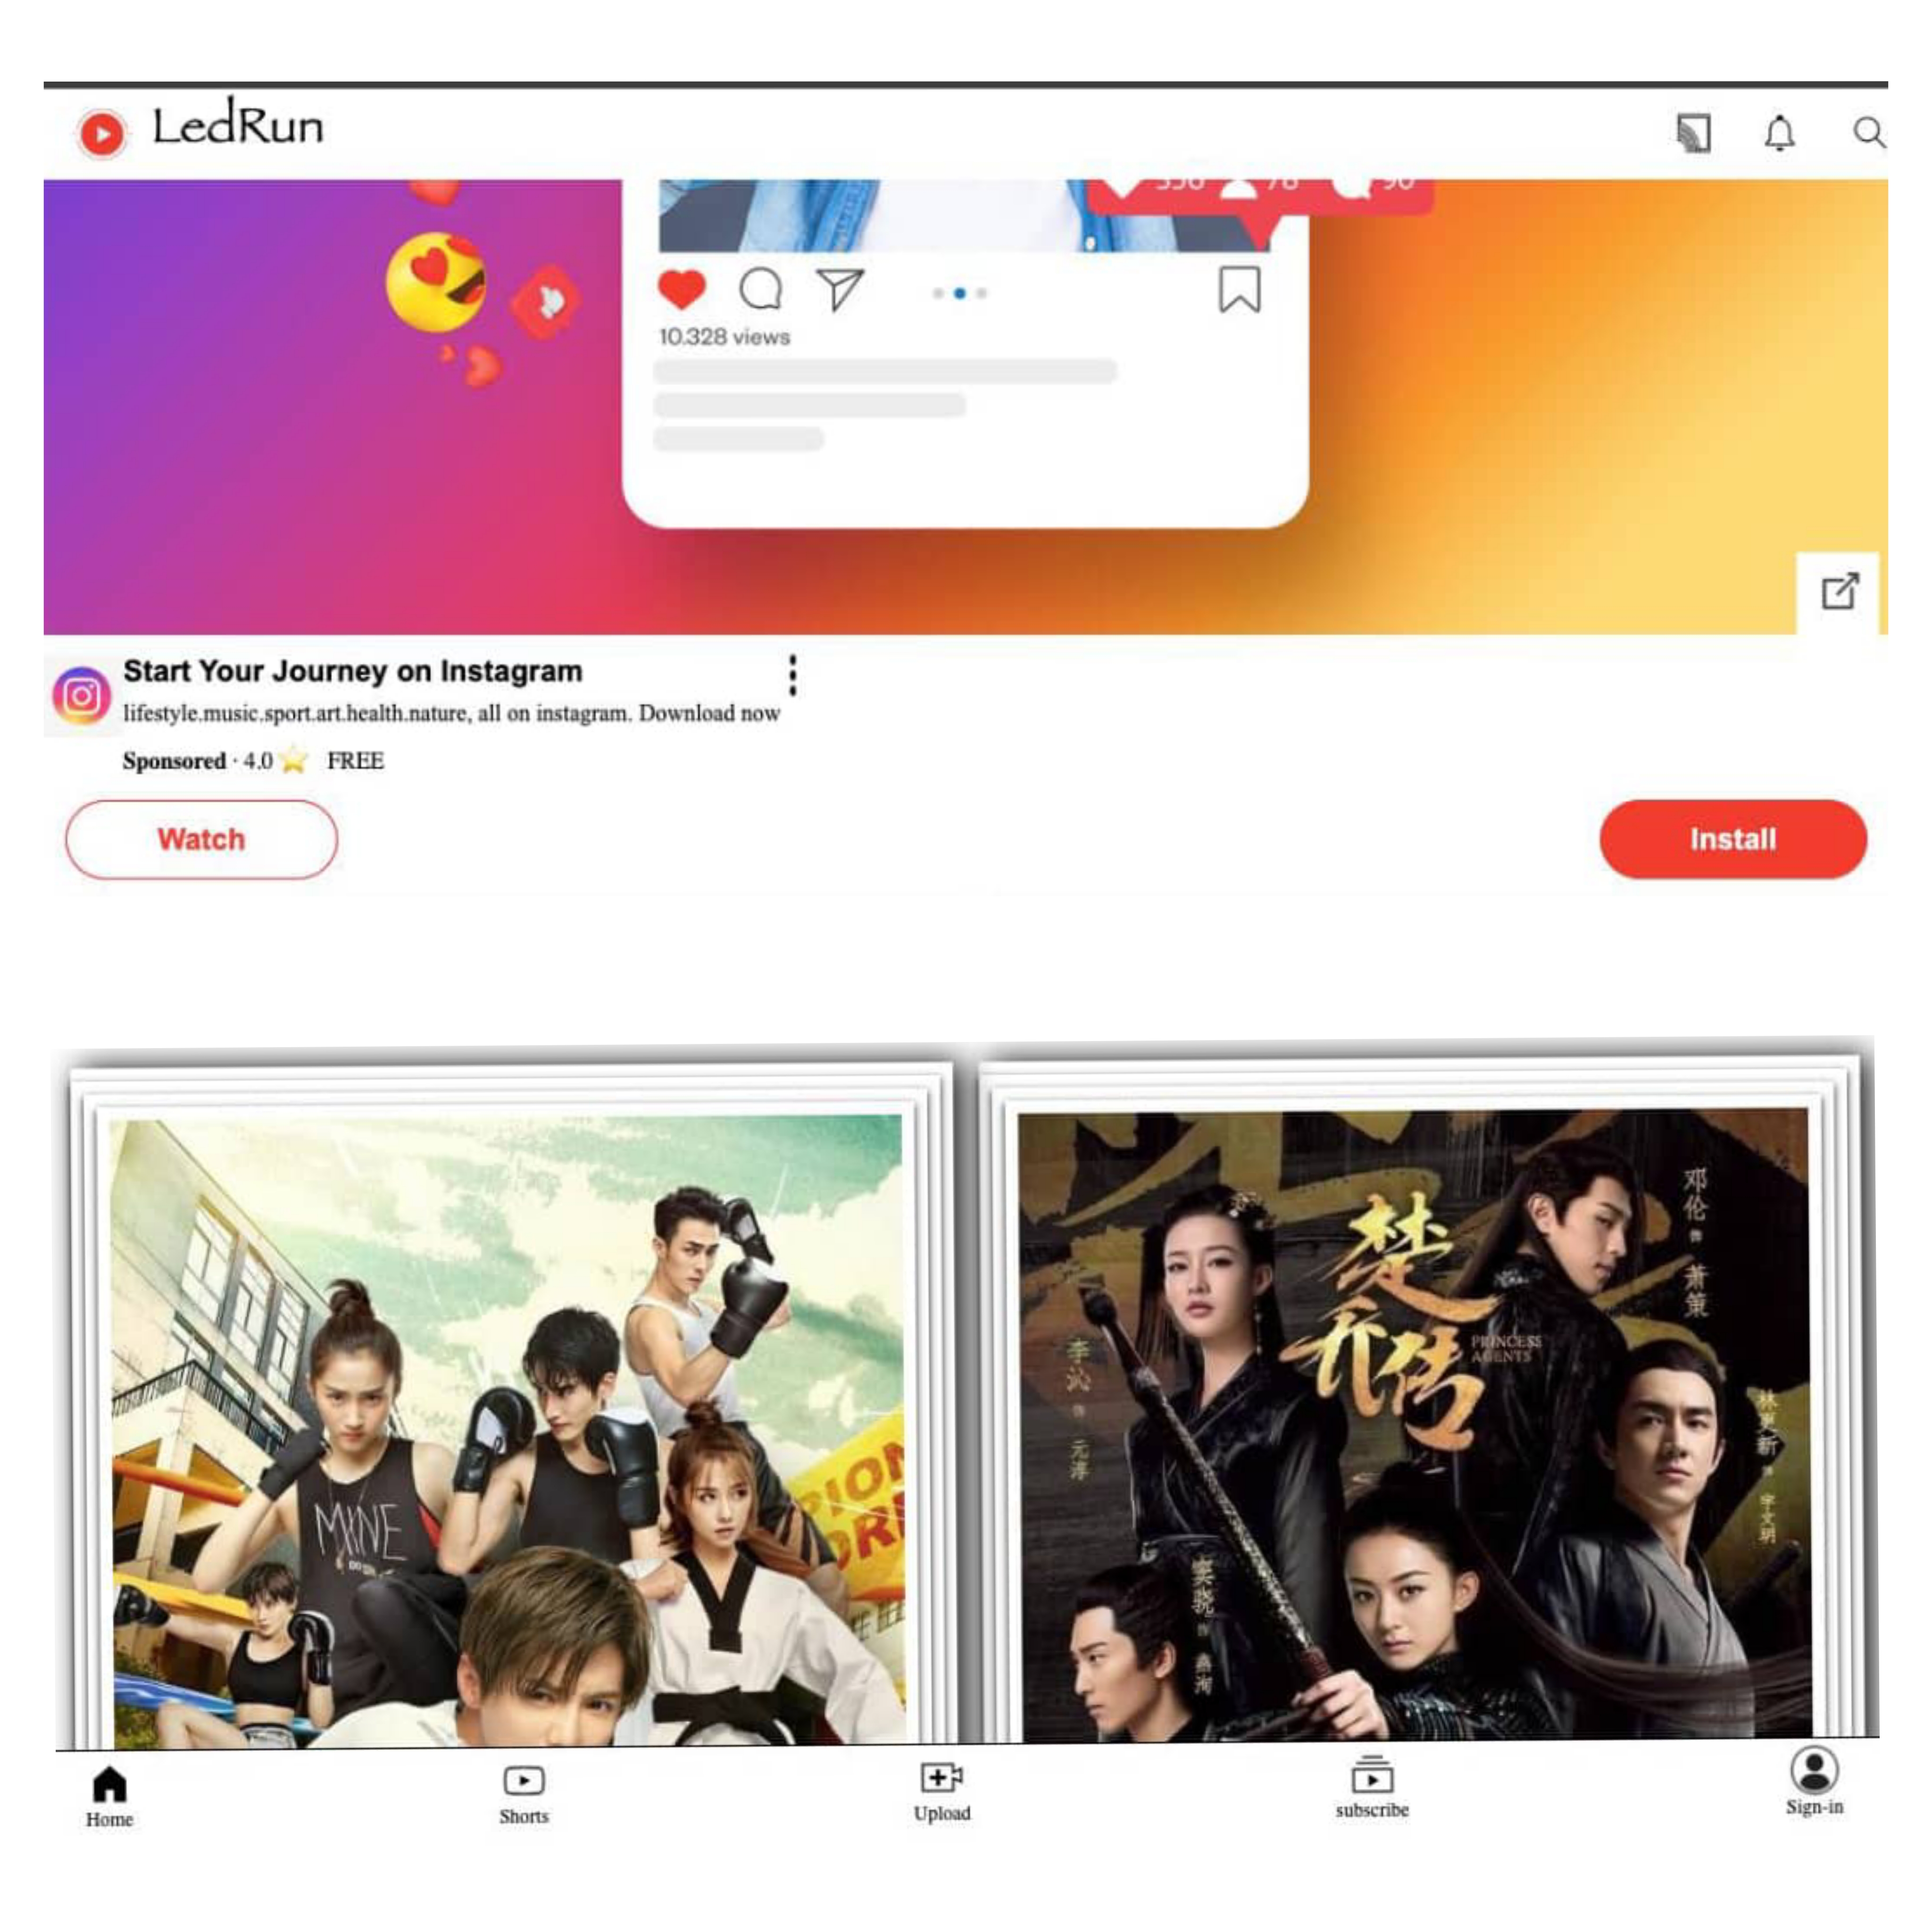 LedRun
10.328 views
Start Your Journey on Instagram
lifestyle.music.sport.art.health.nature, all on instagram. Download now
Sponsored · 4.0 FREE
Watch
Install
楚乔传
PRINCESS
AGENTS
邓伦 饰 萧策
李沁 饰 元淳
林更新 饰 宇文玥
窦骁 饰 燕洵
MINE
Home
Shorts
Upload
subscribe
Sign-in